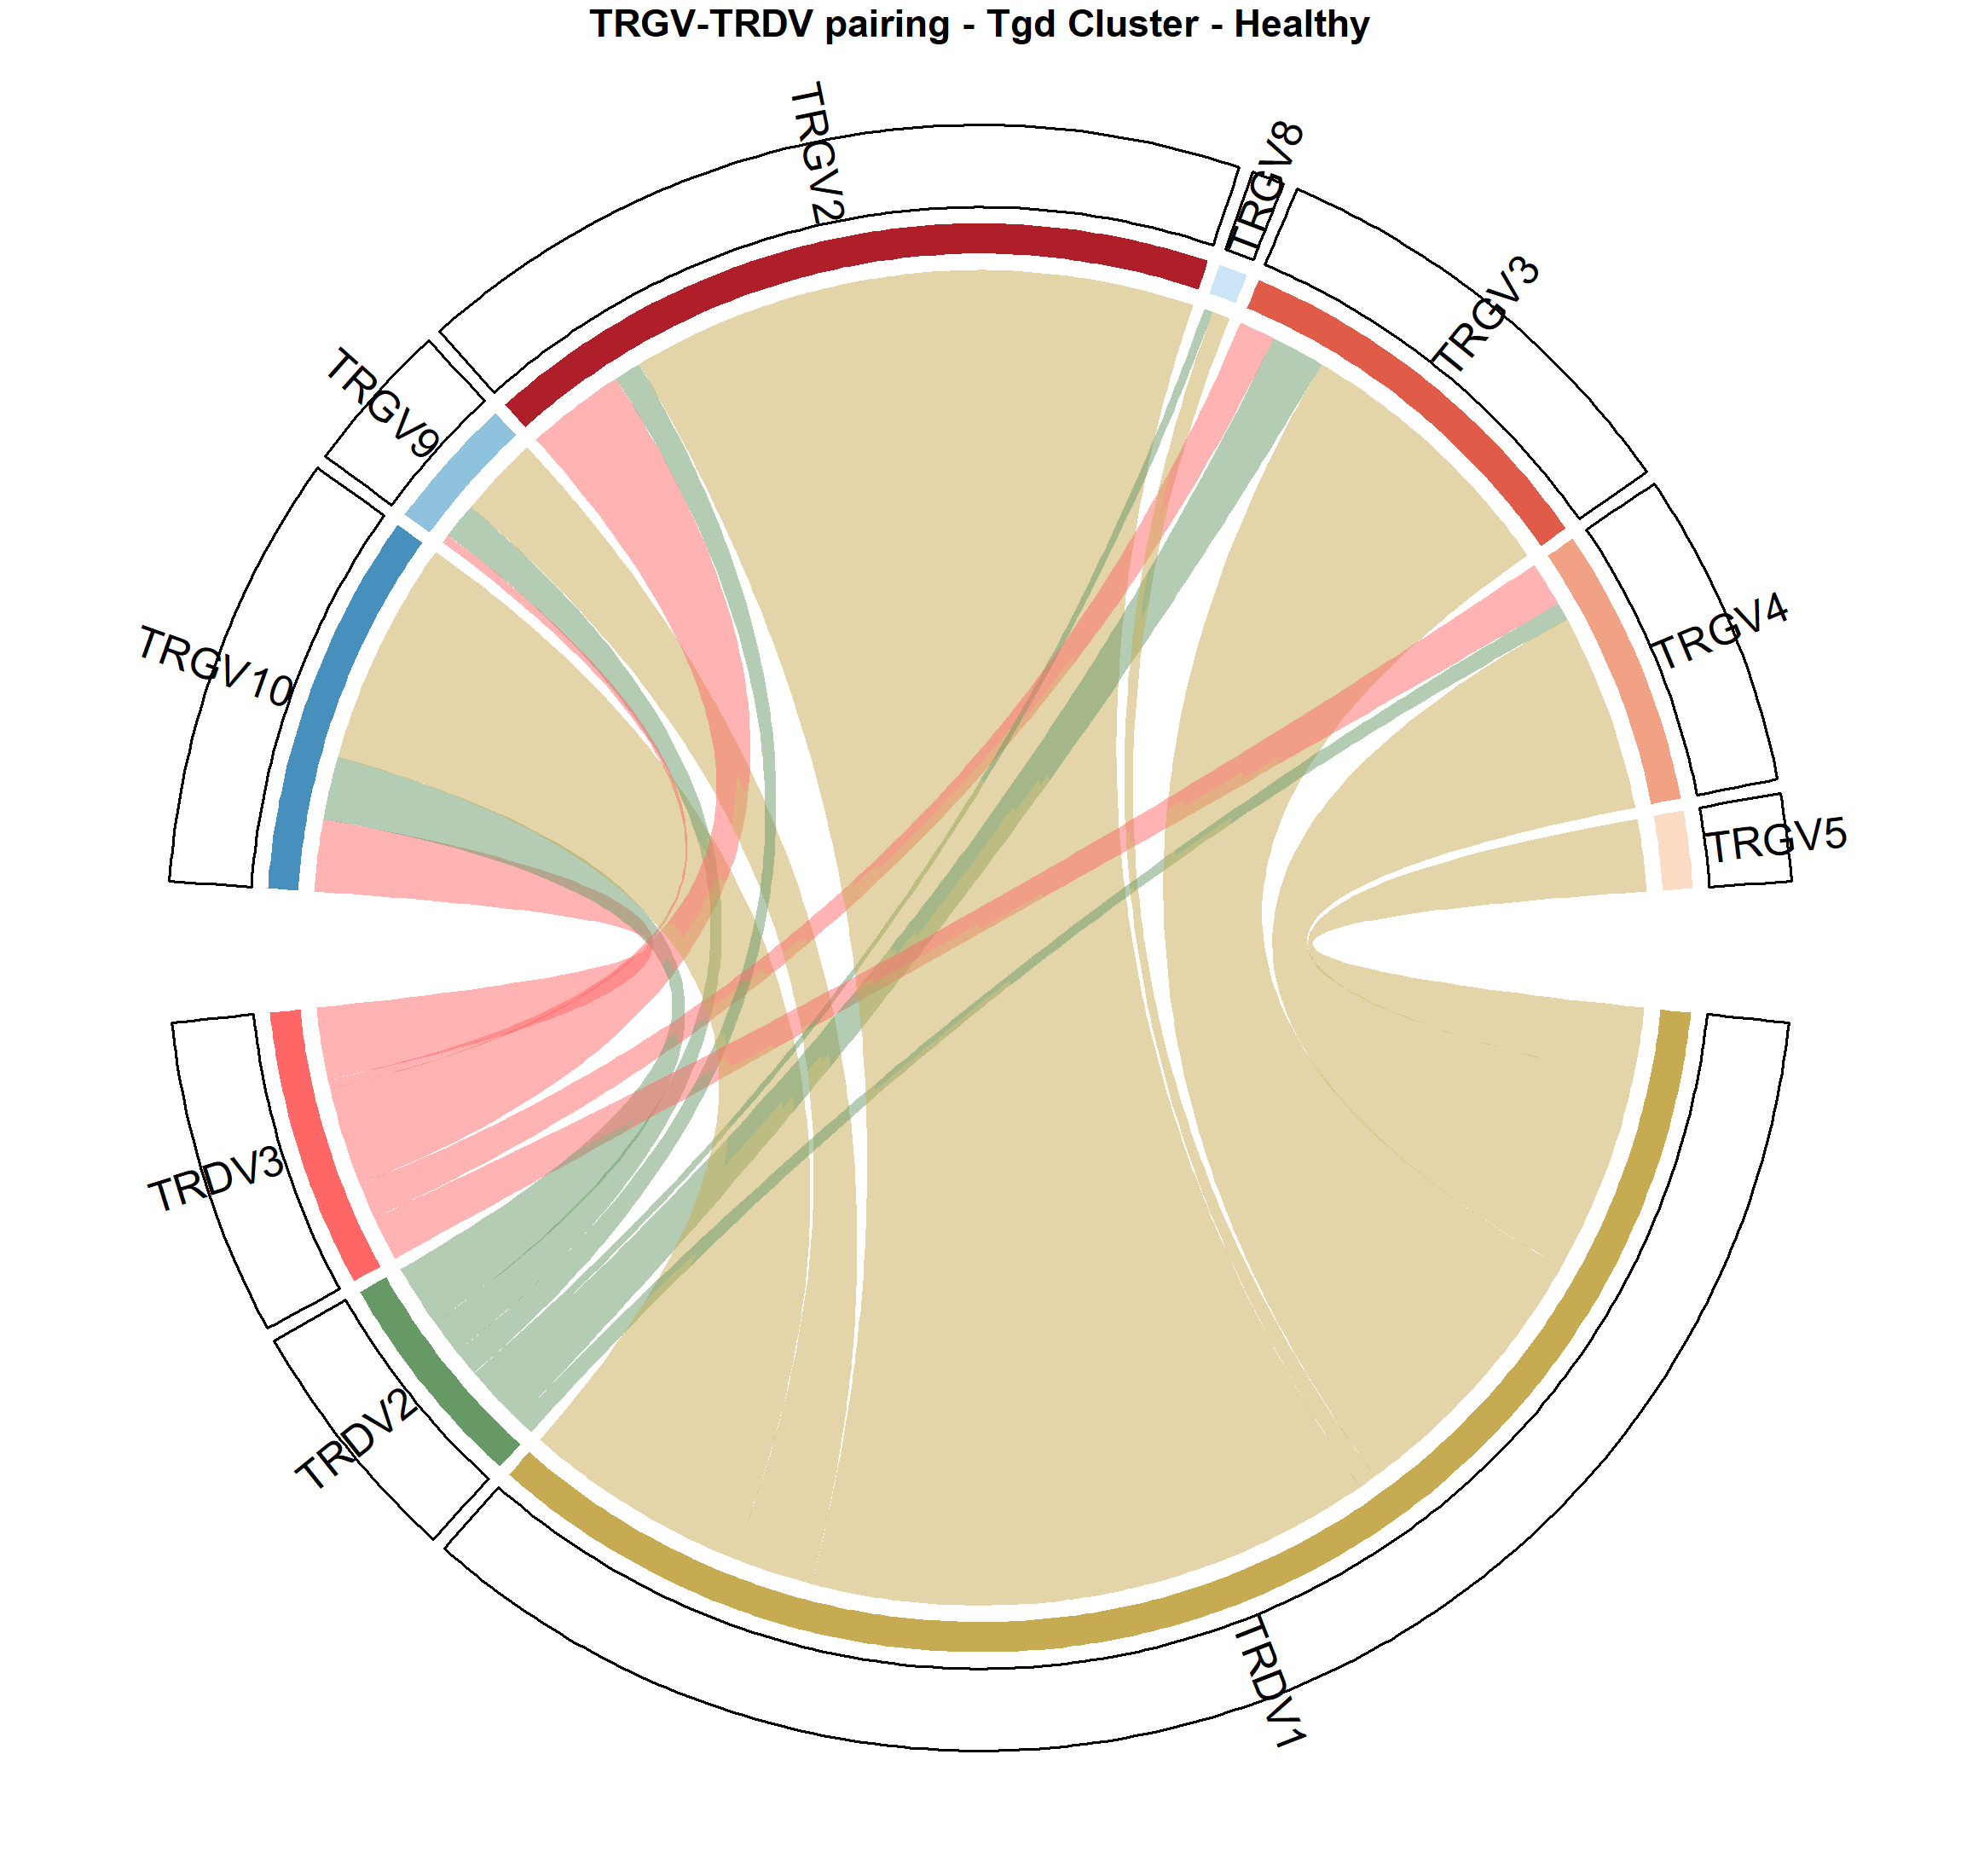 TRGV-TRDV pairing - Tgd Cluster - Healthy
TRGV2
TRGV8
TRGV3
TRGV9
TRGV4
TRGV10
TRGV5
TRDV3
TRDV2
TRDV1